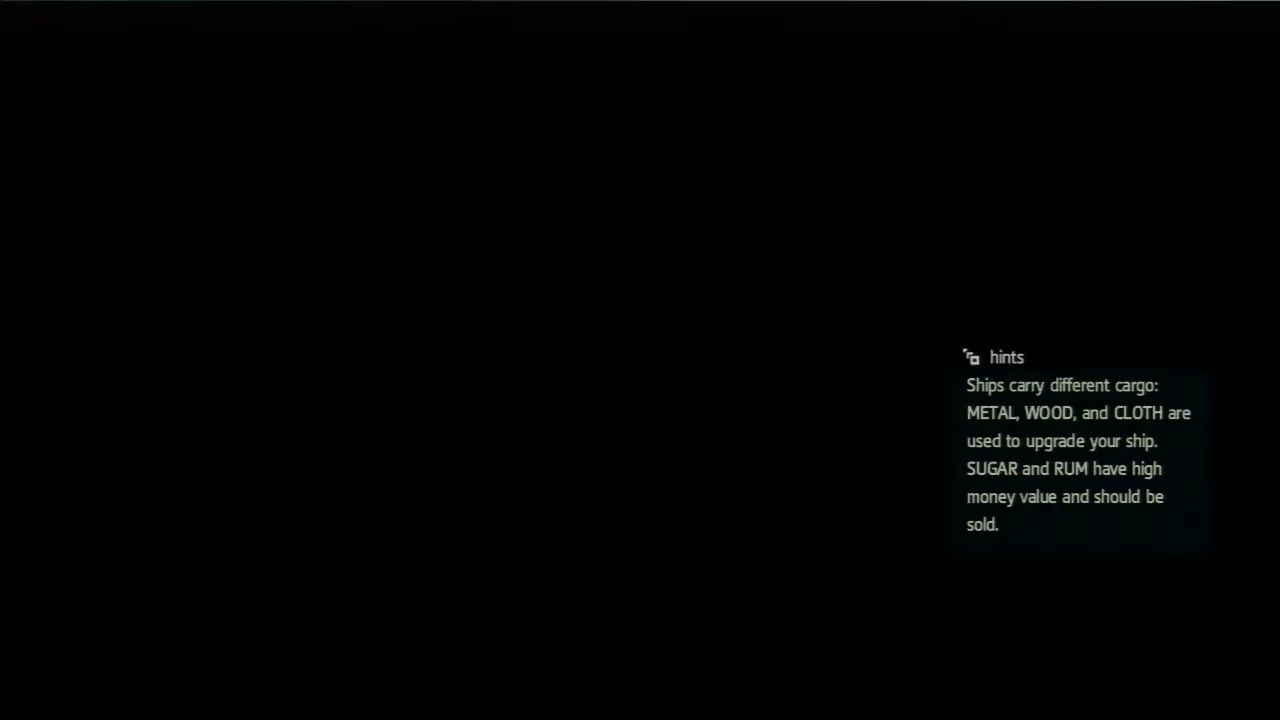 hints
Ships carry different cargo:
METAL, WOOD, and CLOTH are
used to upgrade your ship.
SUGAR and RUM have high
money value and should be
sold.